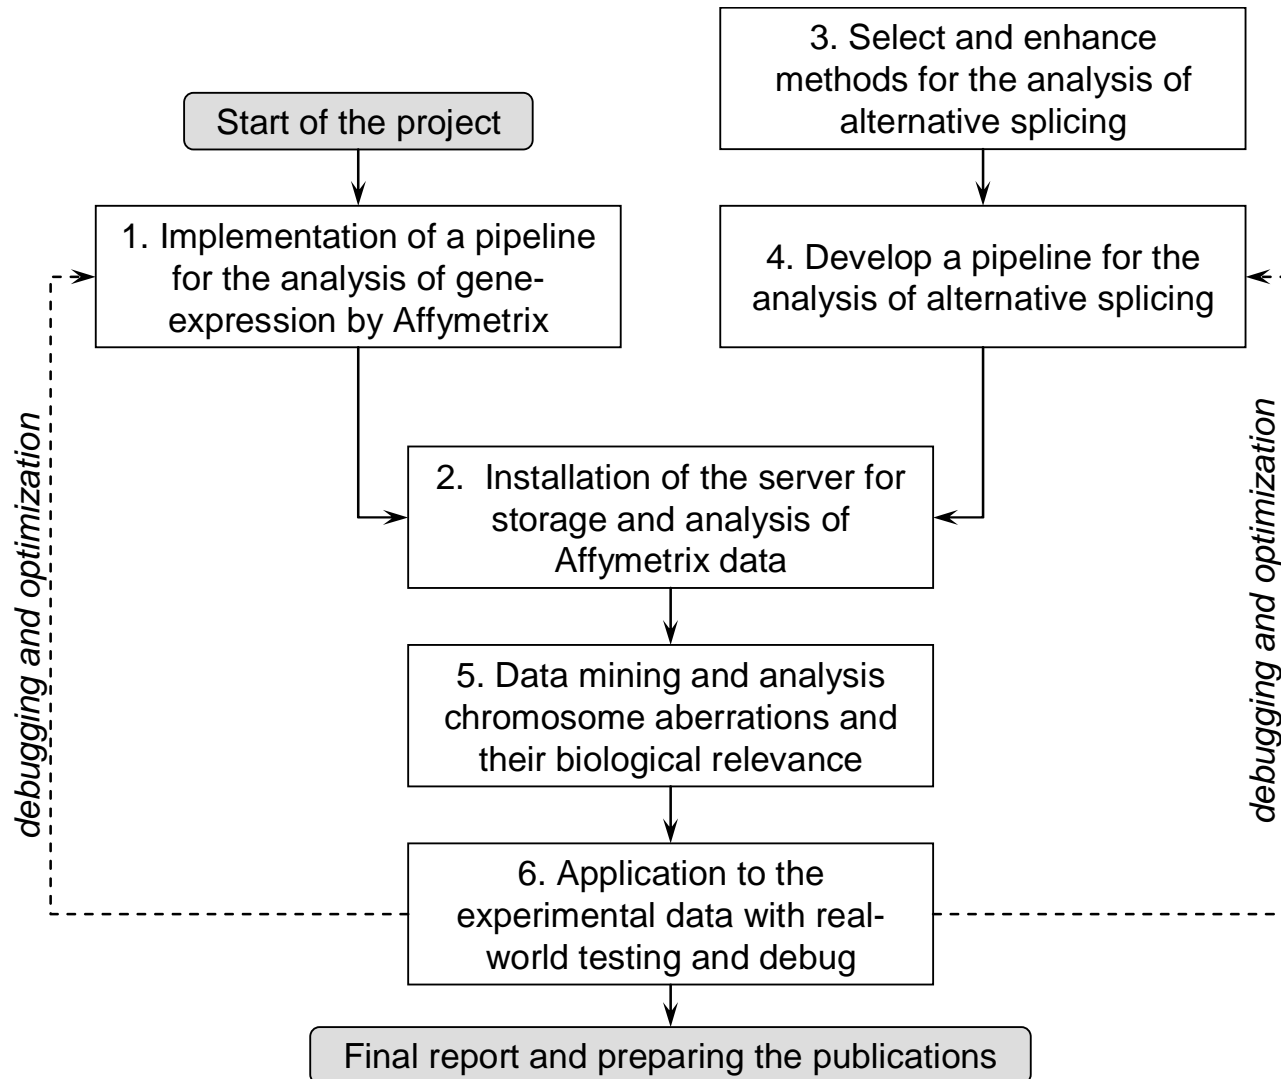 3. Select and enhance
methods for the analysis of
alternative splicing
Start of the project
1. Implementation of a pipeline
for the analysis of gene-
expression by Affymetrix
4. Develop a pipeline for the
analysis of alternative splicing
debugging and optimization
debugging and optimization
2.  Installation of the server for
storage and analysis of
Affymetrix data
5. Data mining and analysis
chromosome aberrations and
their biological relevance
6. Application to the
experimental data with real-
world testing and debug
Final report and preparing the publications